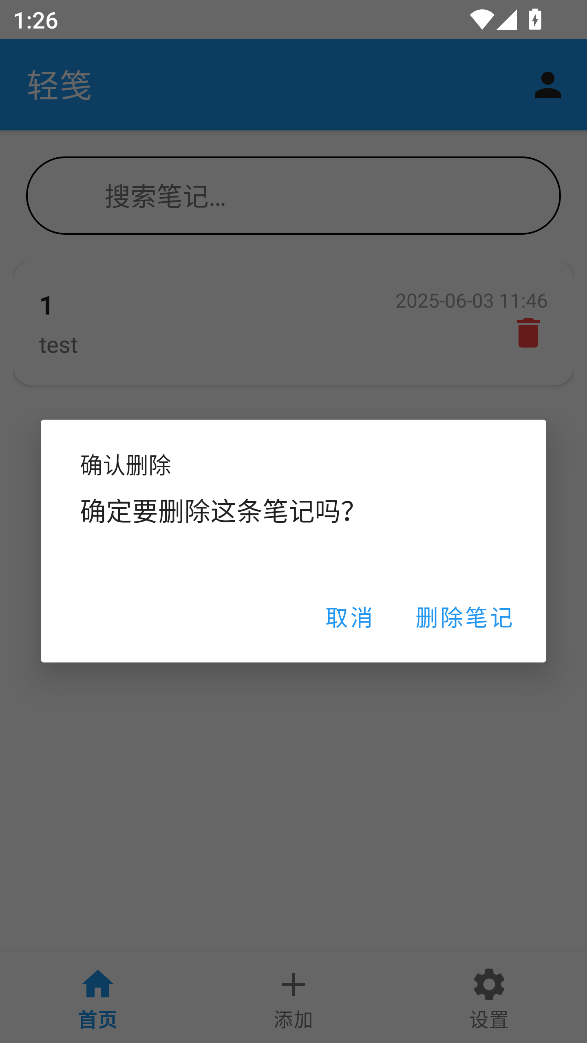 1:26
轻笺
搜索笔记…
1
2025-06-03 11:46
test
确认删除
确定要删除这条笔记吗?
取消
删除笔记
首页
添加
设置